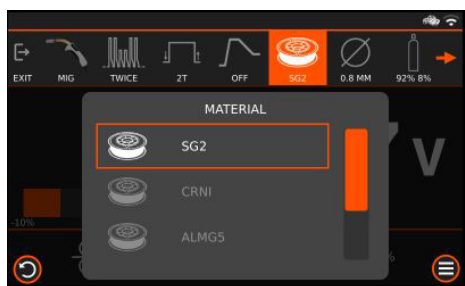 EXIT MIG TWICE 2T OFF SG2 0.8 MM 92% 8%
MATERIAL
SG2
V
CRNI
-10%
ALMG5
%